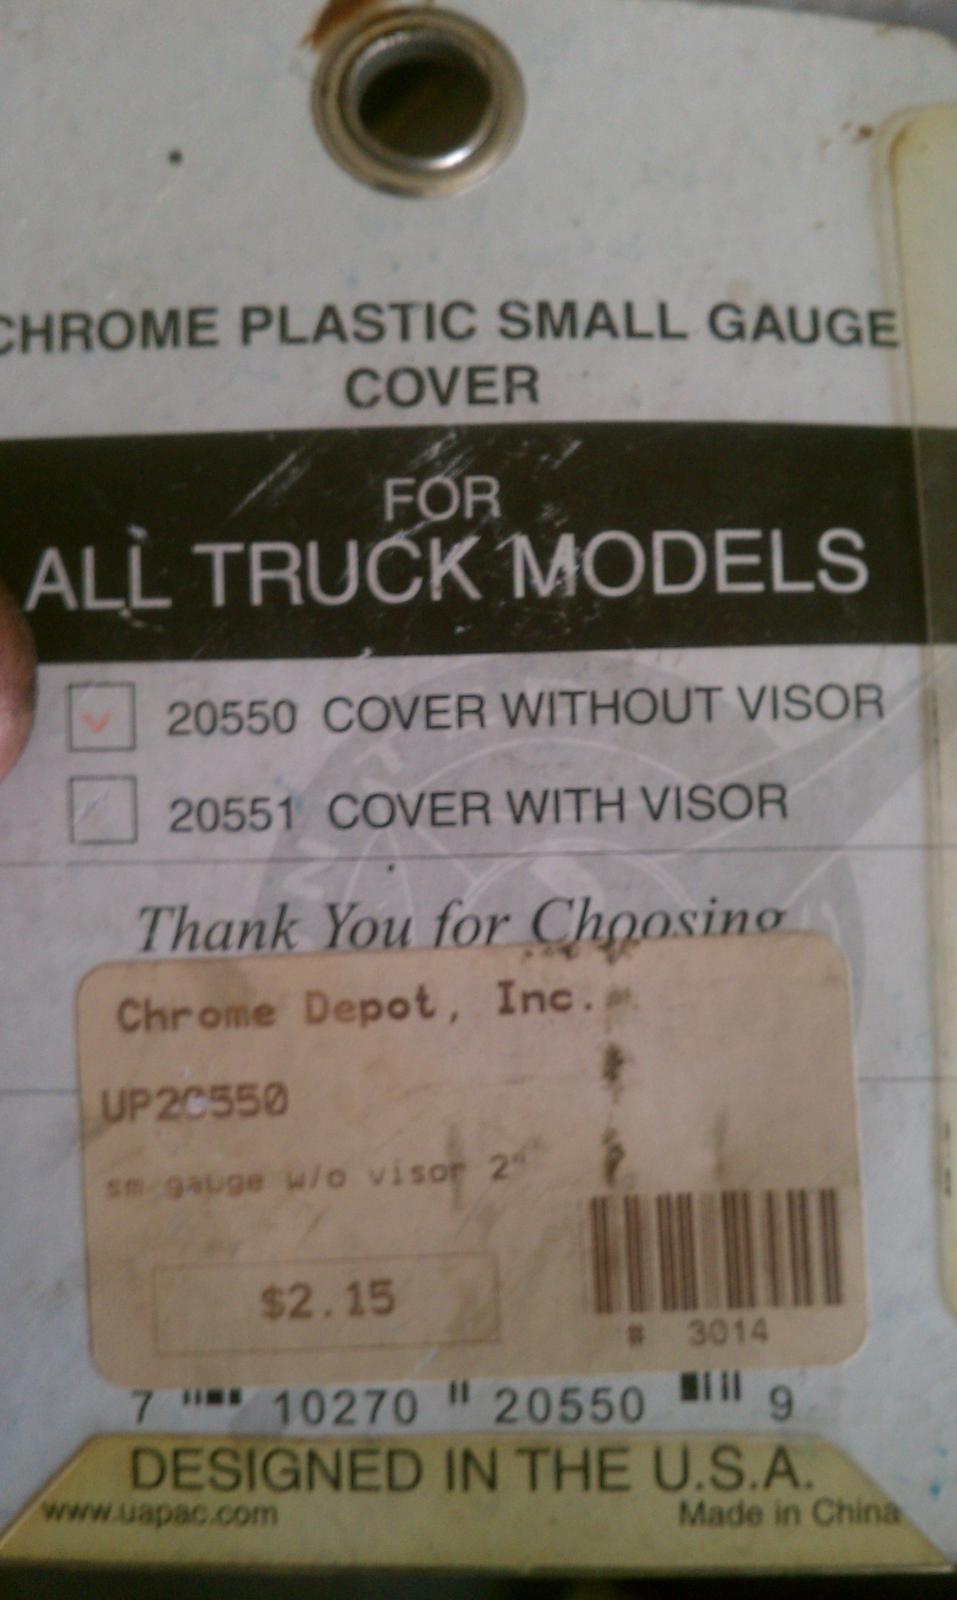 CHROME PLASTIC SMALL GAUGE
COVER
FOR
ALL TRUCK MODELS
20550 COVER WITHOUT VISOR
20551 COVER WITH VISOR
Thank You for Choosing
Chrome Depot, Inc.
UP20550
sm gauge w/o visor 2"
$2.15
# 3014
7 10270 20550 9
DESIGNED IN THE U.S.A.
www.uapac.com
Made in China